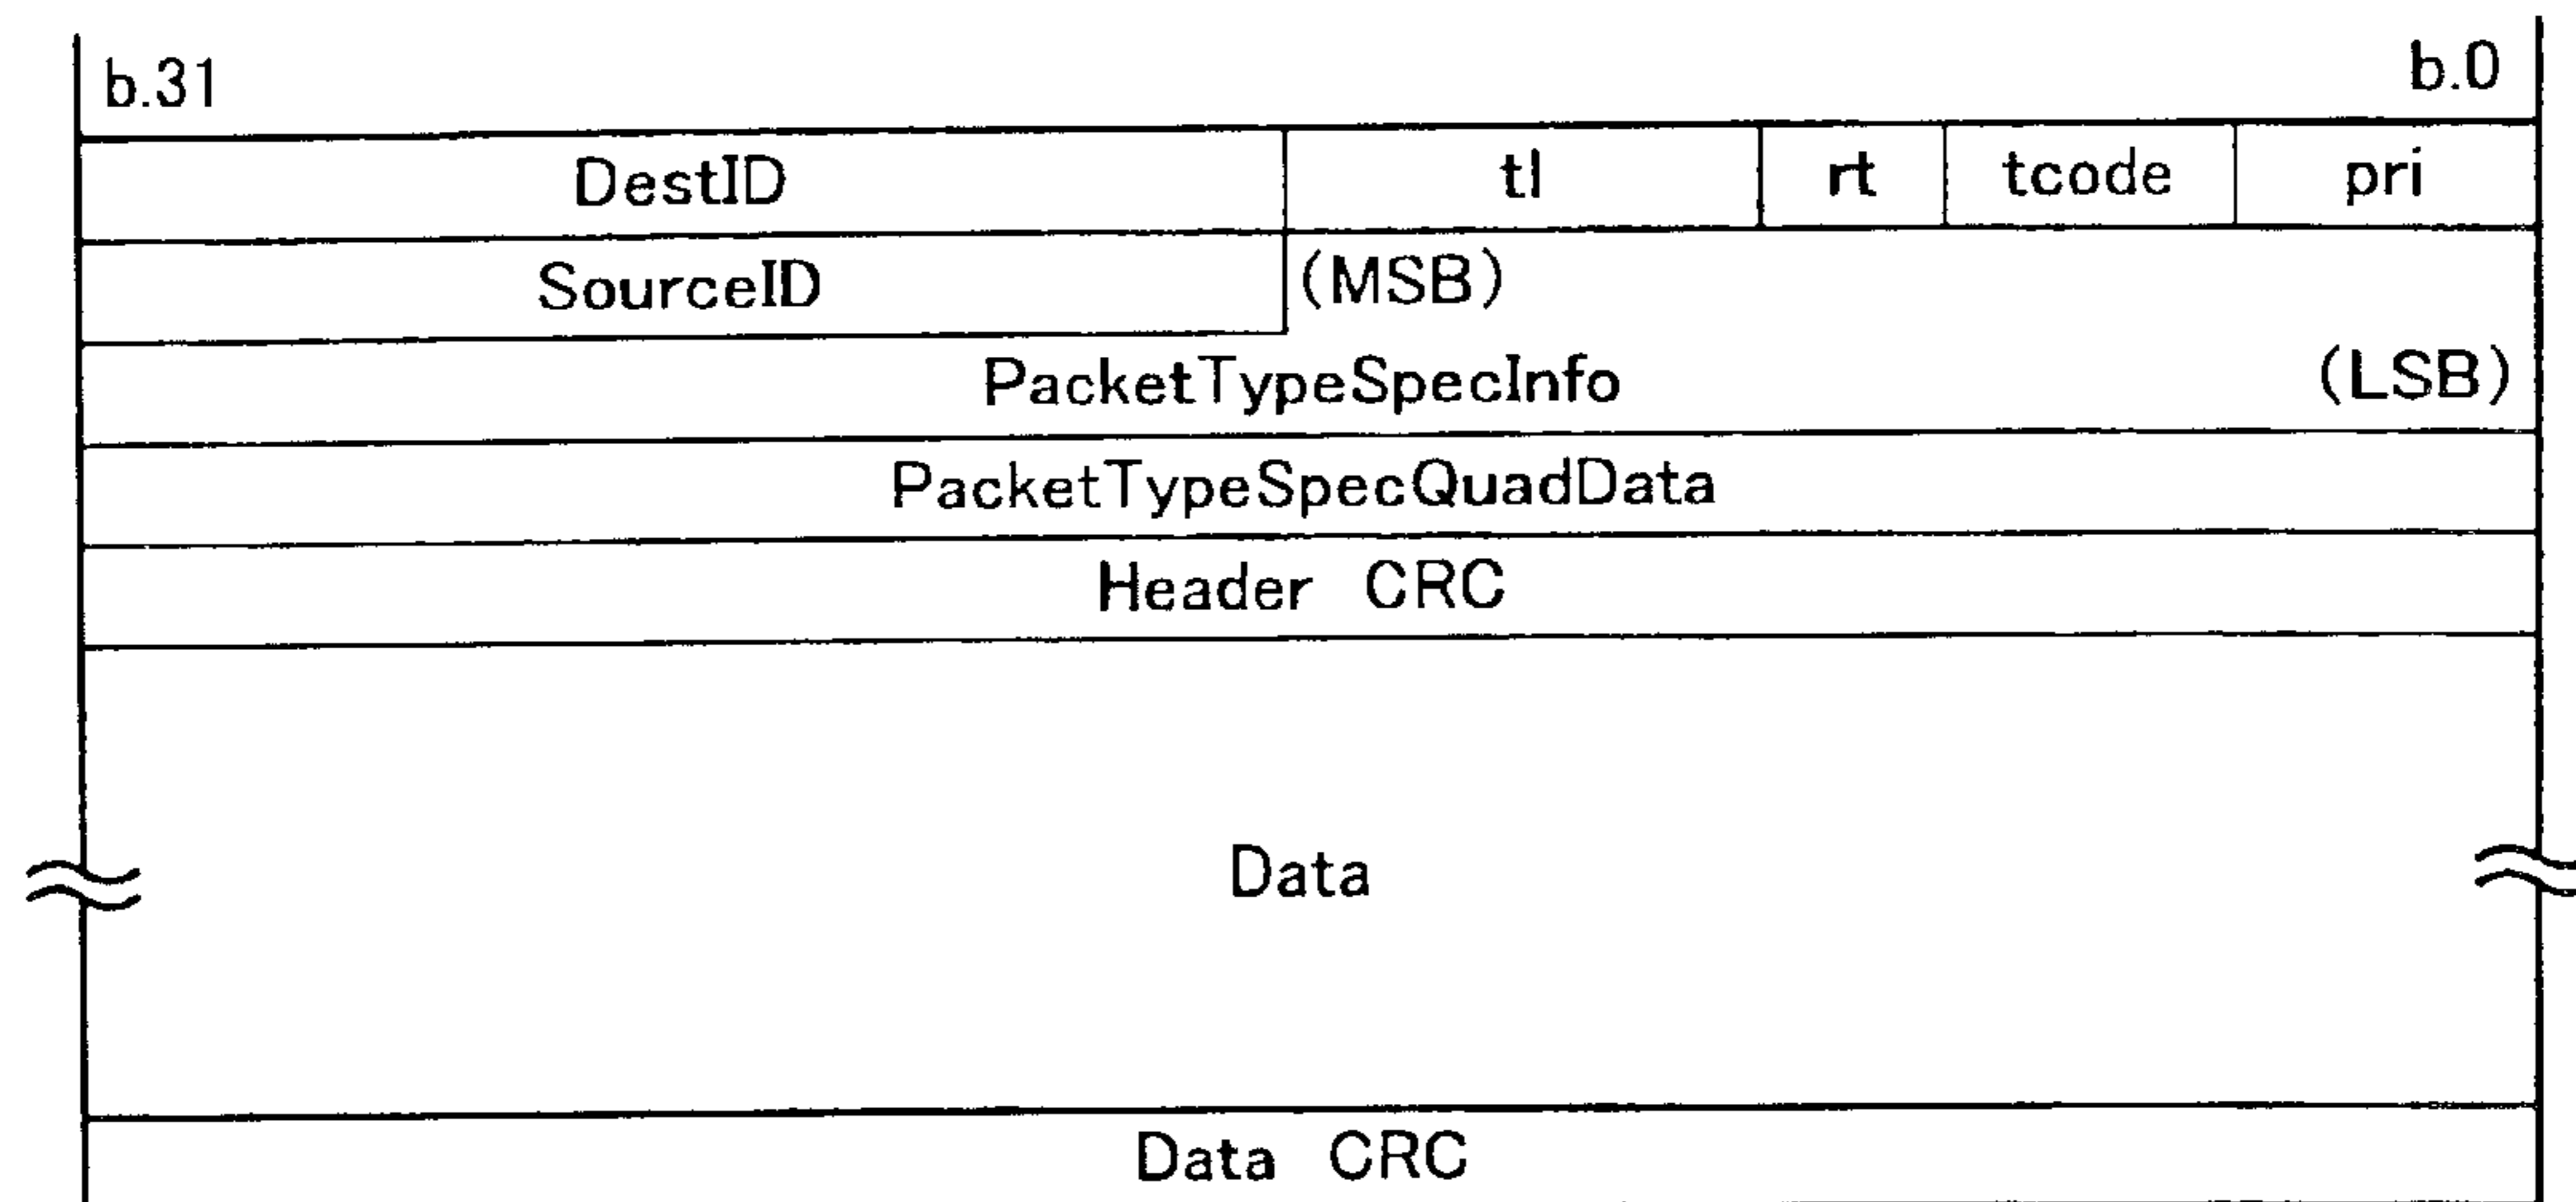 b.31 b.0
DestID tl rt tcode pri
SourceID (MSB)
PacketTypeSpecInfo (LSB)
PacketTypeSpecQuadData
Header CRC
Data
Data CRC